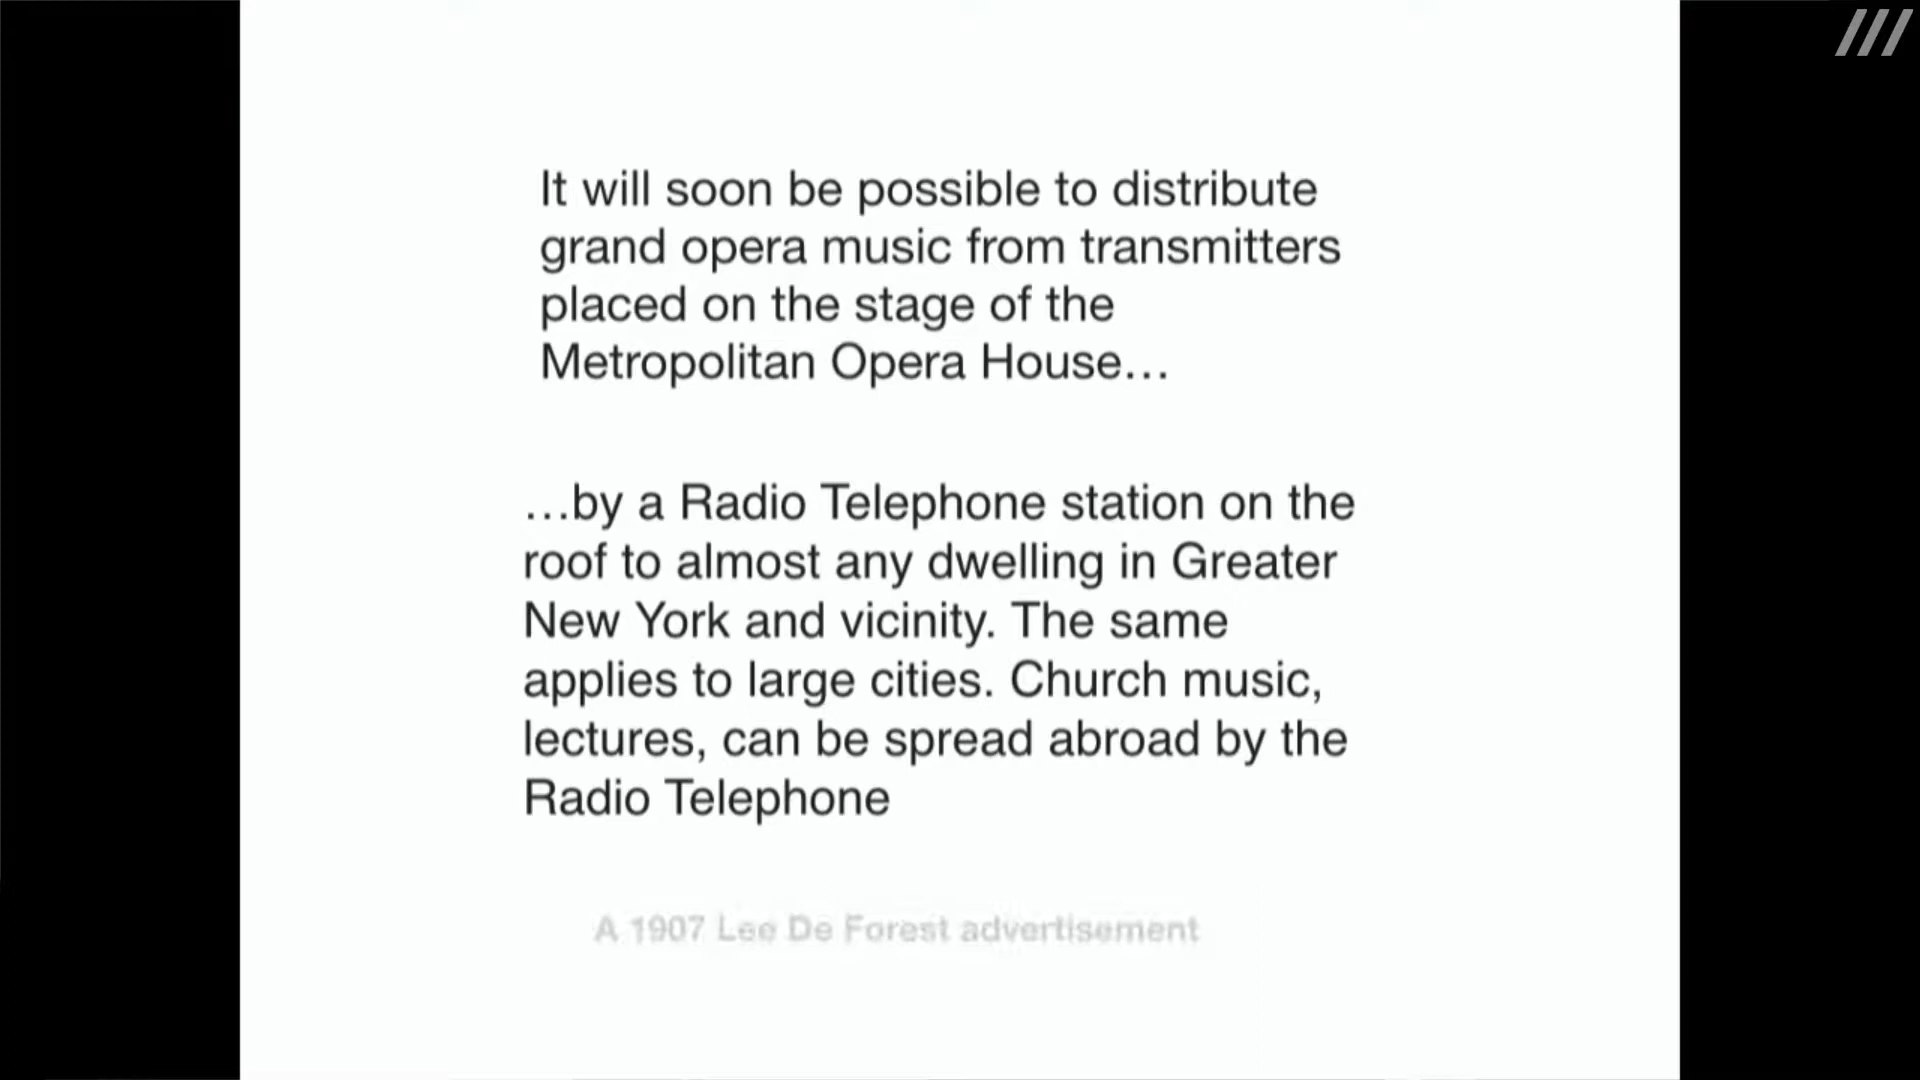 It will soon be possible to distribute
grand opera music from transmitters
placed on the stage of the
Metropolitan Opera House…
…by a Radio Telephone station on the
roof to almost any dwelling in Greater
New York and vicinity. The same
applies to large cities. Church music,
lectures, can be spread abroad by the
Radio Telephone
A 1907 Lee De Forest advertisement